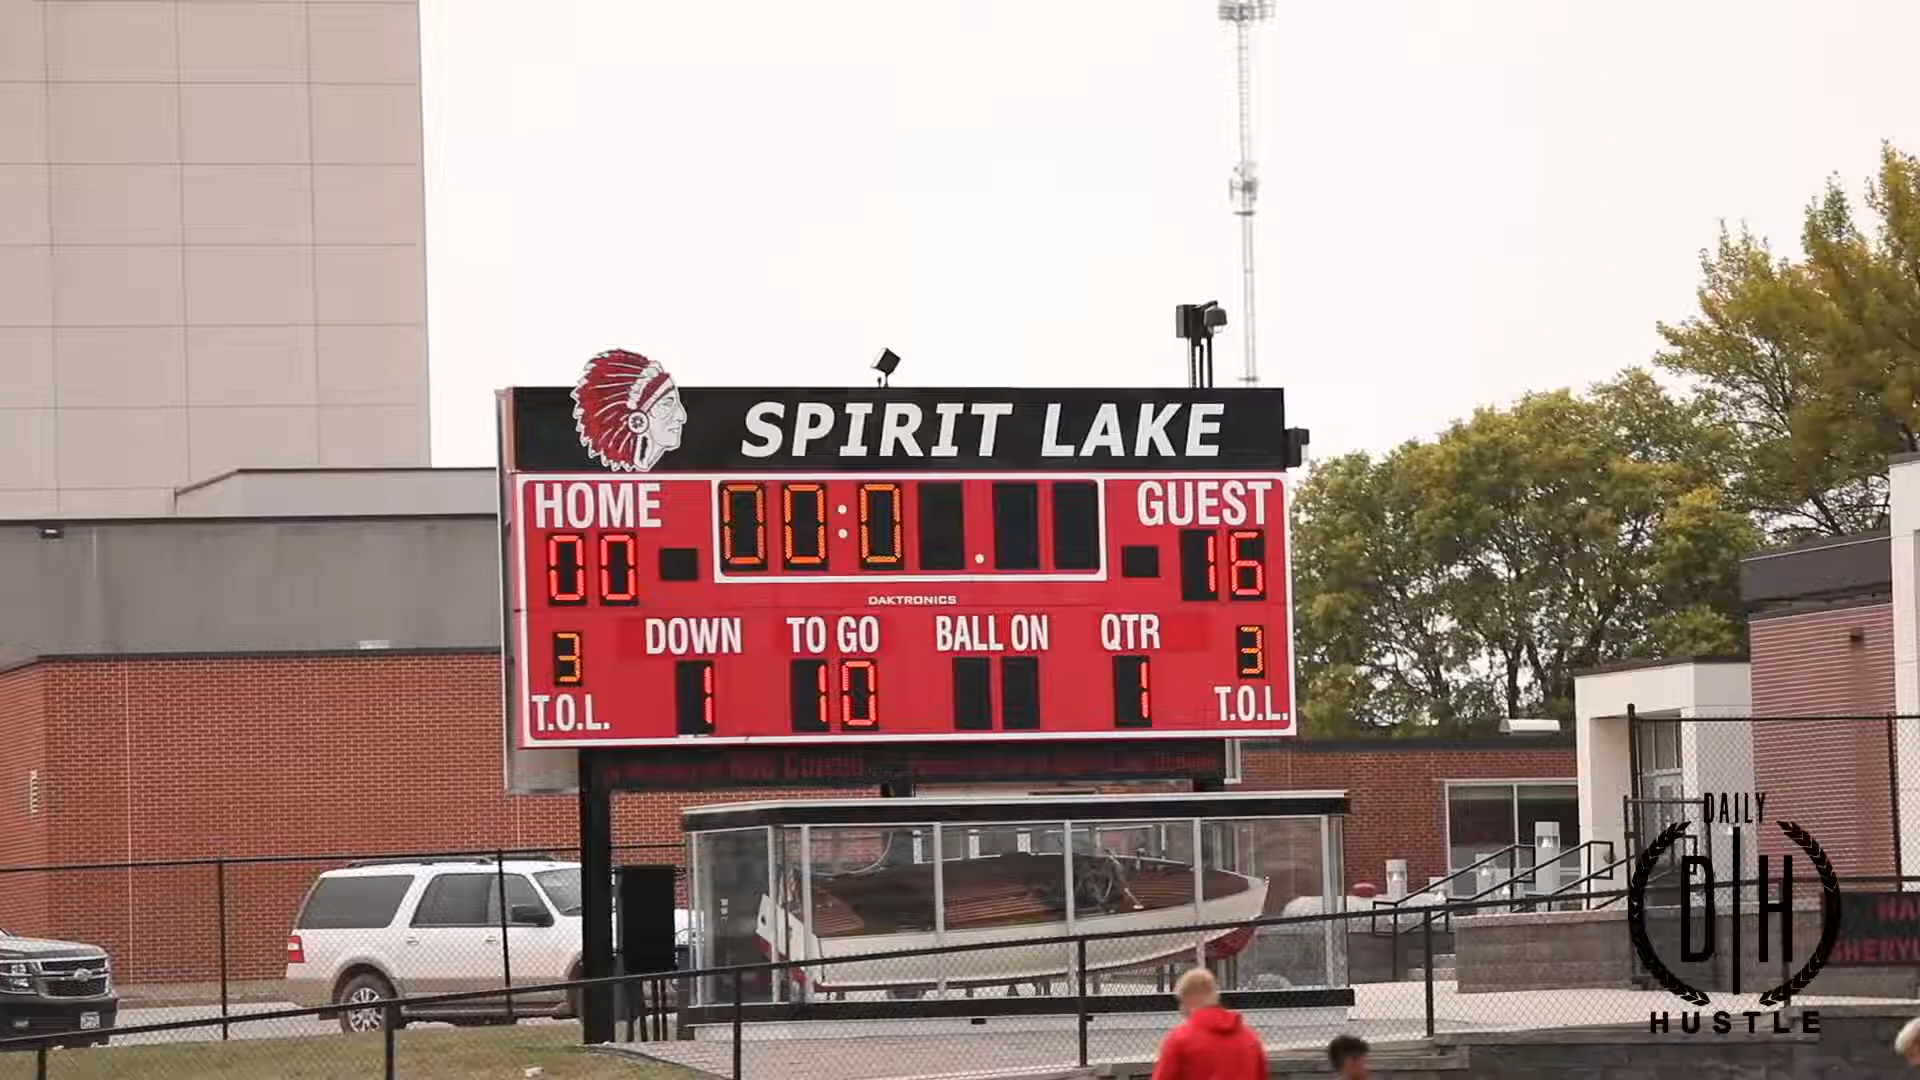 SPIRIT LAKE
HOME 00:0 GUEST
00 16
DAKTRONICS
DOWN TO GO BALL ON QTR
3 1 10 1 3
T.O.L. T.O.L.
DAILY
D|H
HUSTLE